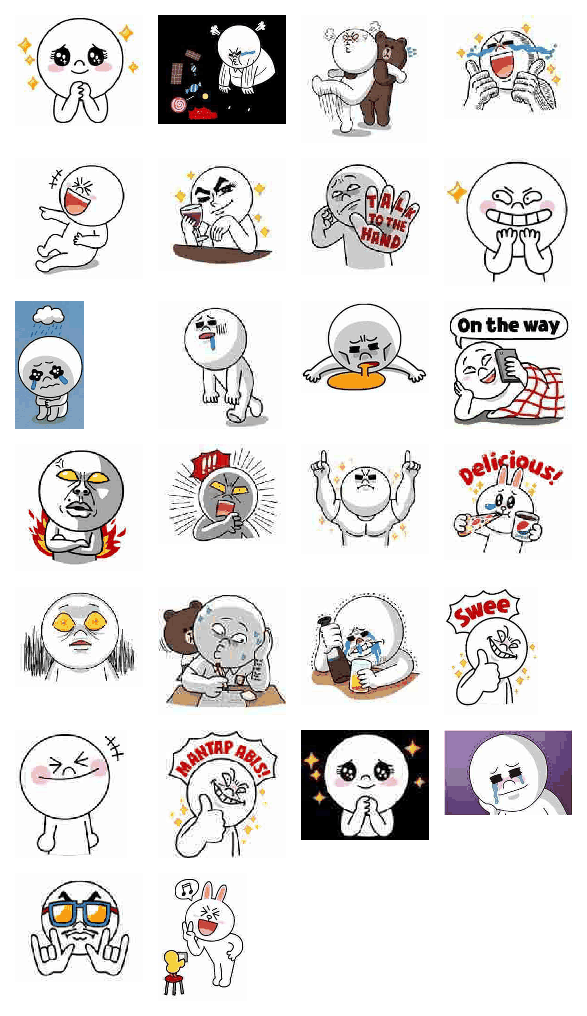 TALK
TO THE
HAND
On the way
!!!
Delicious!
Swee
MANTAP ABIS!